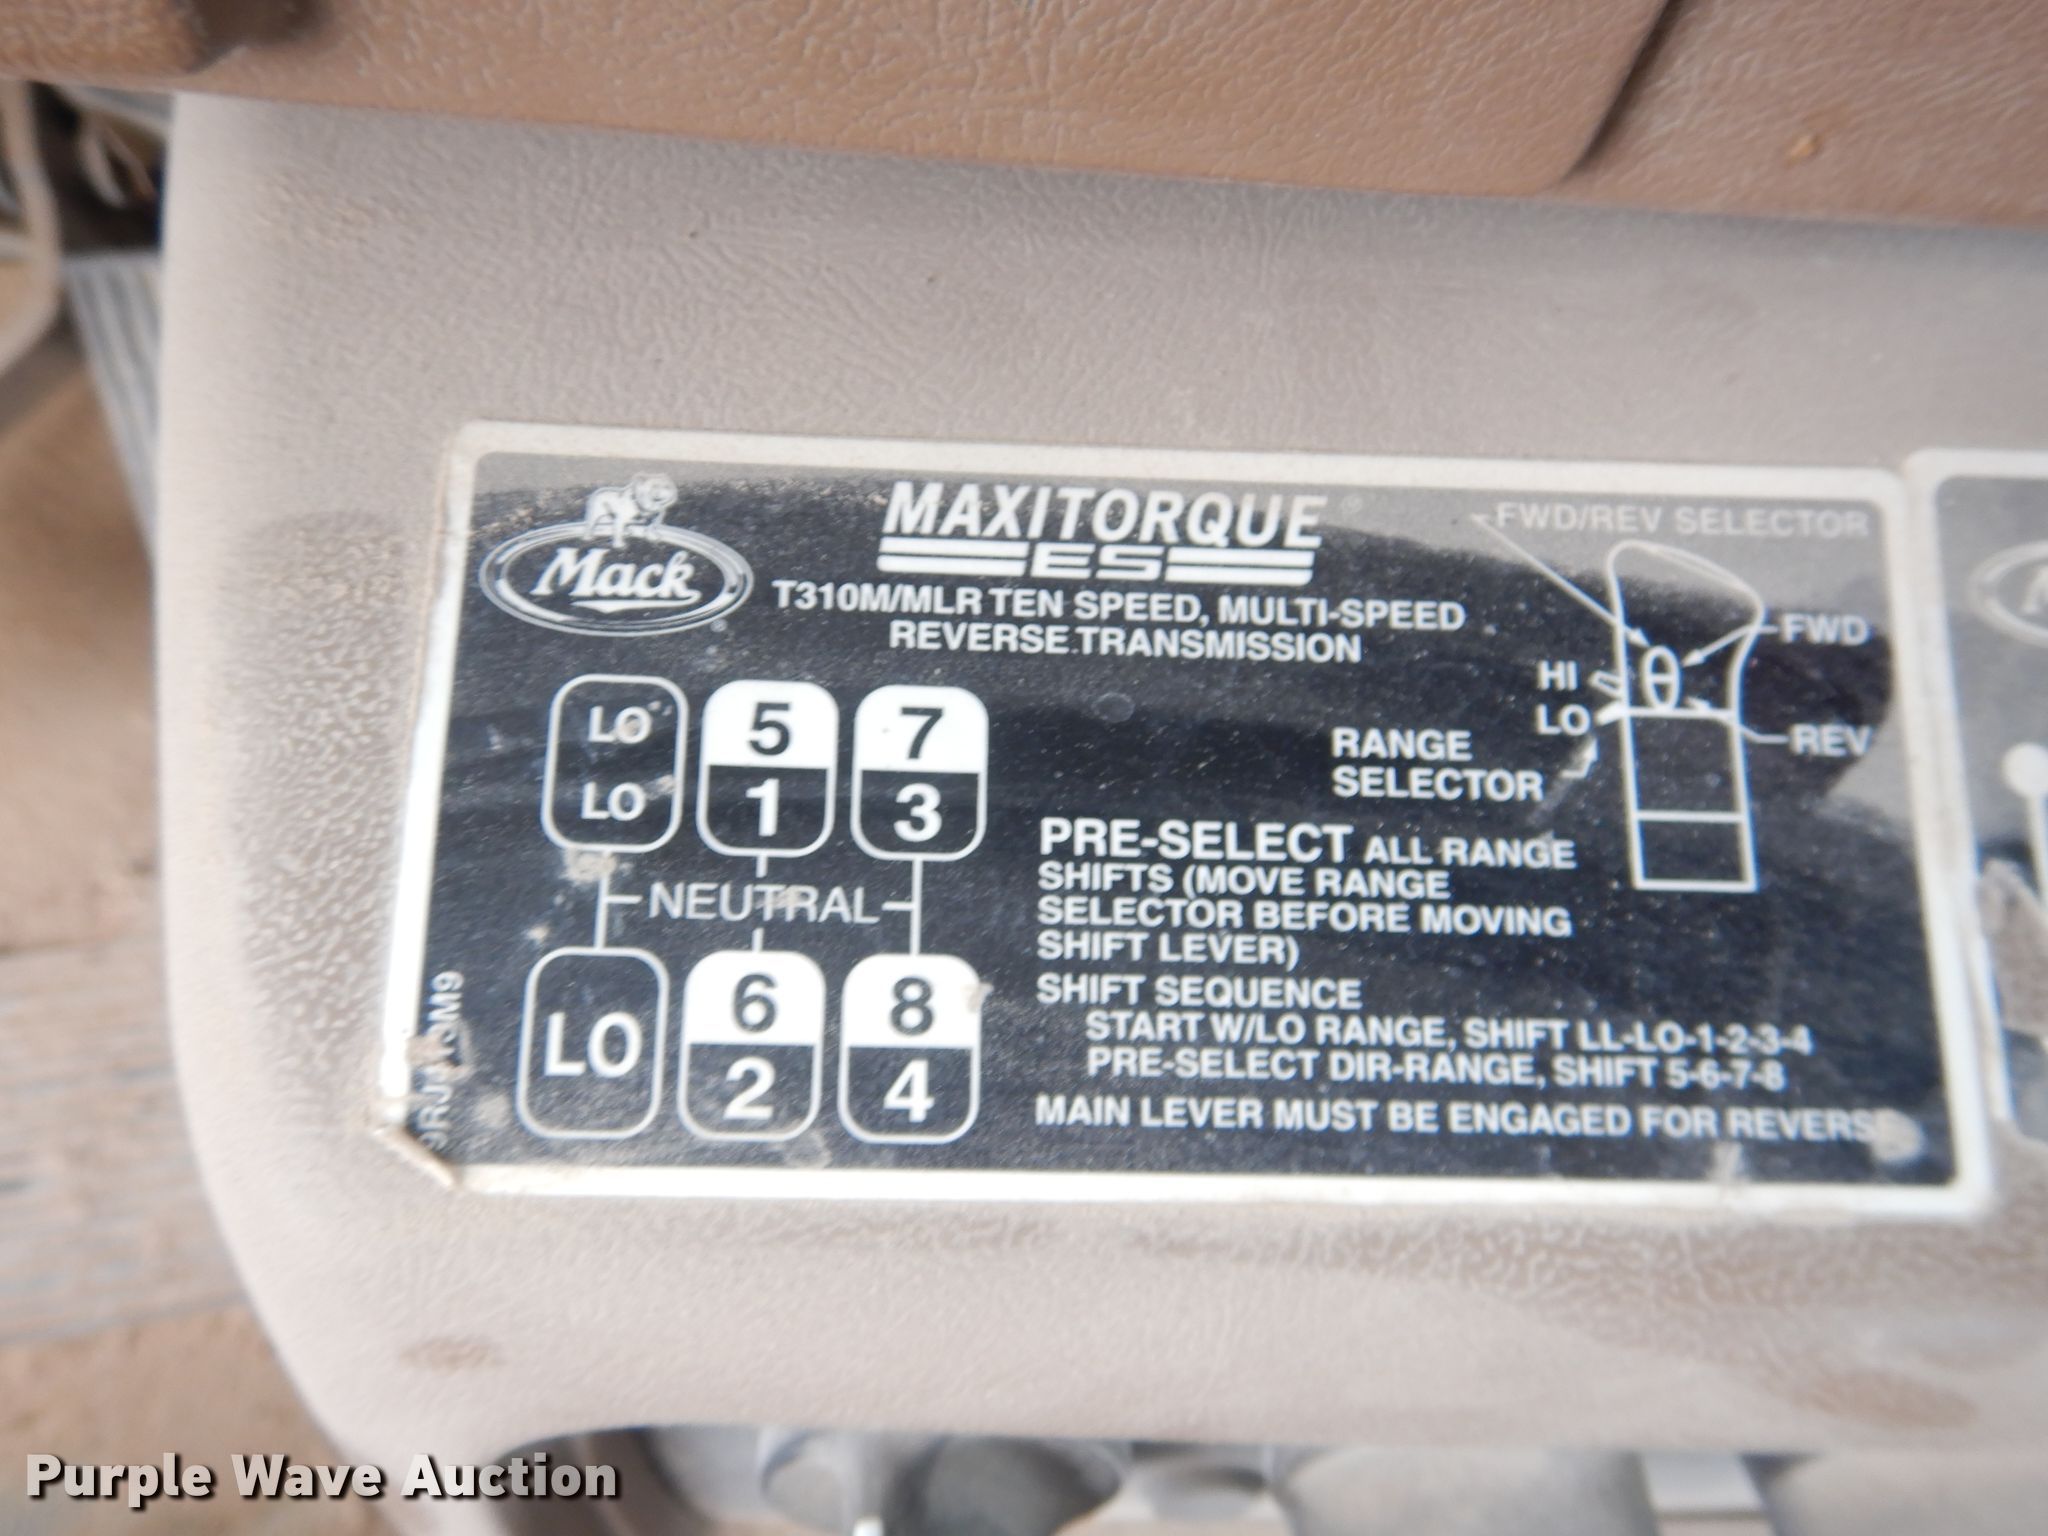 Mack
MAXITORQUE
ES
T310M/MLR TEN SPEED, MULTI-SPEED
REVERSE TRANSMISSION
FWD/REV SELECTOR
FWD
HI
LO
REV
RANGE
SELECTOR
LO 5 7
LO 1 3
NEUTRAL
6 8
LO 2 4
PRE-SELECT ALL RANGE
SHIFTS (MOVE RANGE
SELECTOR BEFORE MOVING
SHIFT LEVER)
SHIFT SEQUENCE
START W/LO RANGE, SHIFT LL-LO-1-2-3-4
PRE-SELECT DIR-RANGE, SHIFT 5-6-7-8
MAIN LEVER MUST BE ENGAGED FOR REVERS
Purple Wave Auction